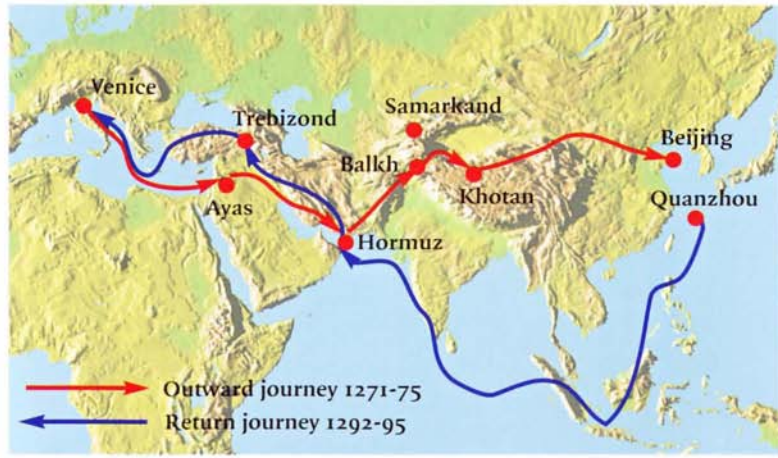 Venice
Samarkand
Trebizond
Beijing
Balkh
Khotan
Quanzhou
Ayas
Hormuz
Outward journey 1271-75
Return journey 1292-95